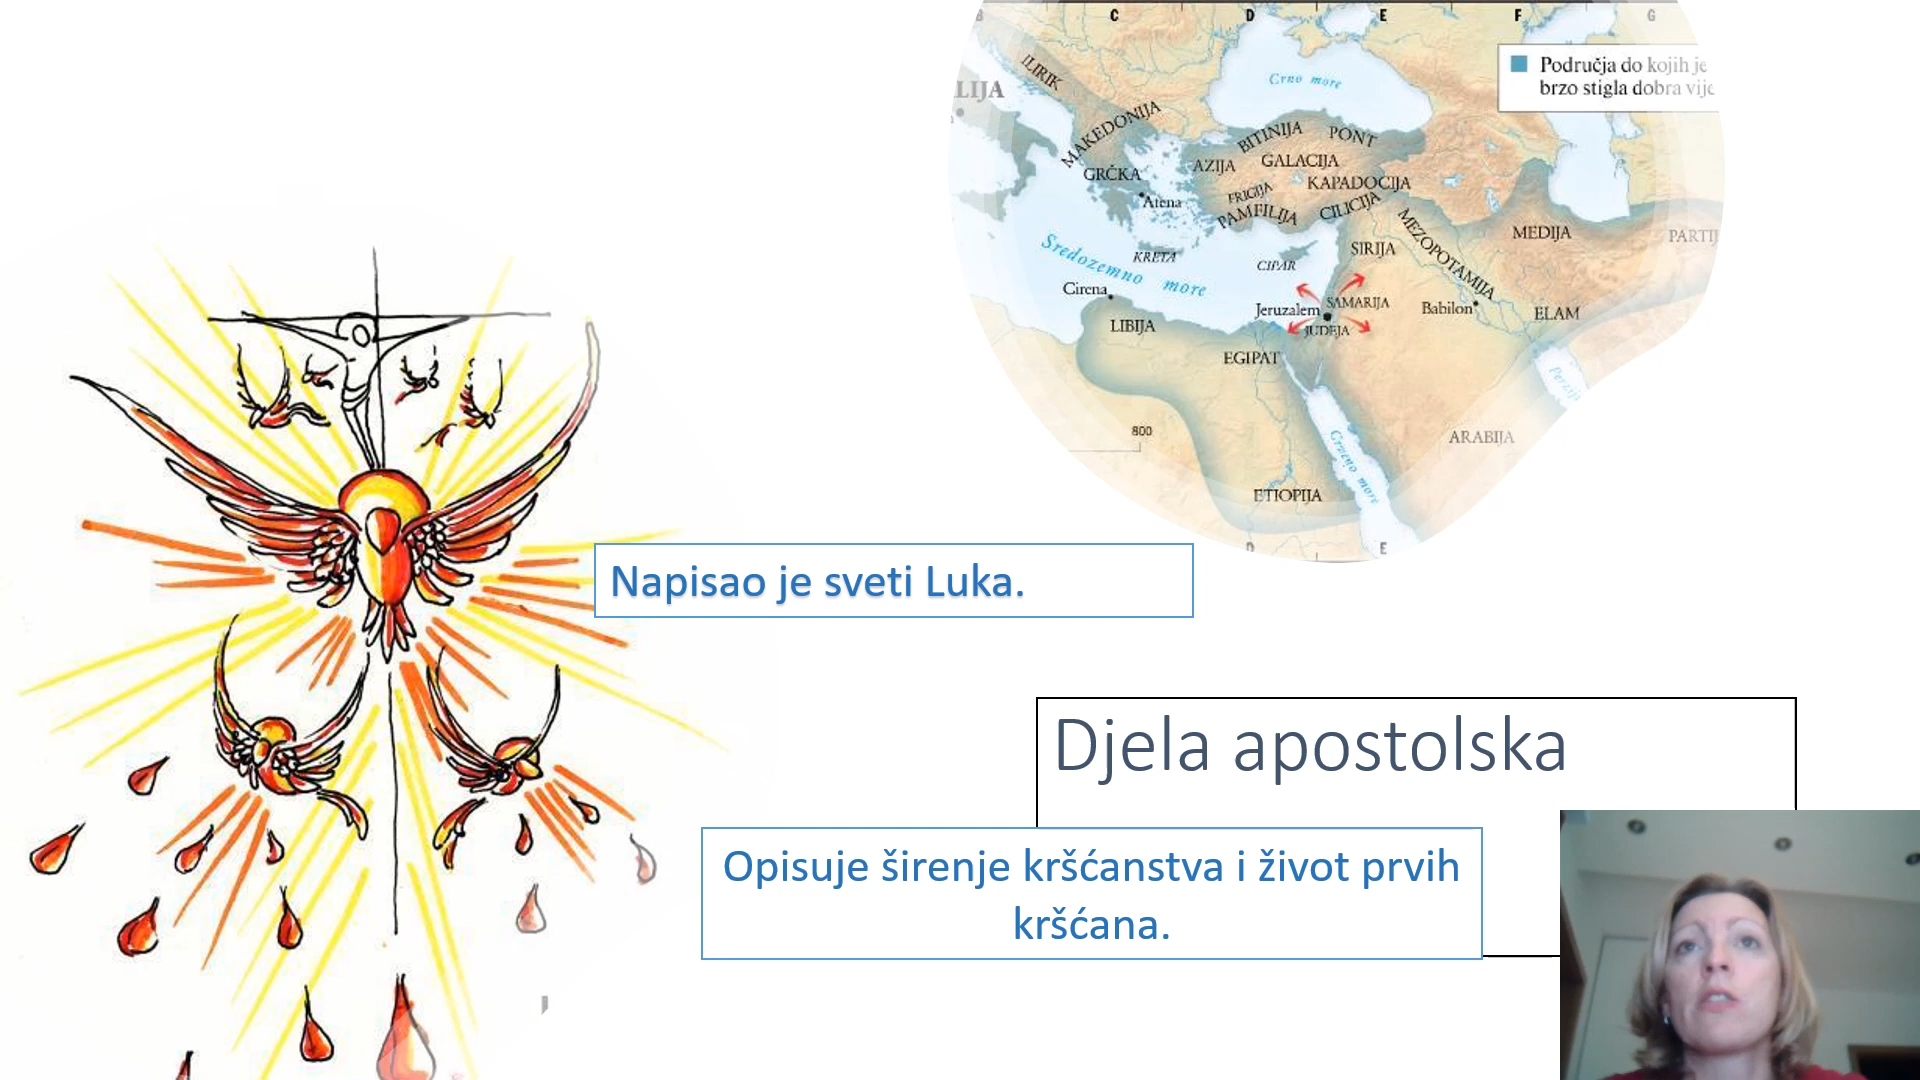 B C D E F G
Područja do kojih je
brzo stigla dobra vije
ILIRIK
LIJA
Crno more
MAKEDONIJA
BITINIJA PONT
GRČKA
AZIJA GALACIJA
KAPADOCIJA
FRIGIJA
Atena
PAMFILIJA CILICIJA
MEZOPOTAMIJA
MEDIJA
PARTIJ
SIRIJA
Sredozemno more
KRETA
CIPAR
Cirena
Jeruzalem
SAMARIJA
JUDEJA
Babilon
ELAM
LIBIJA
EGIPAT
Perzij
800
ARABIJA
Crveno more
ETIOPIJA
D E
Napisao je sveti Luka.
Djela apostolska
Opisuje širenje kršćanstva i život prvih
kršćana.